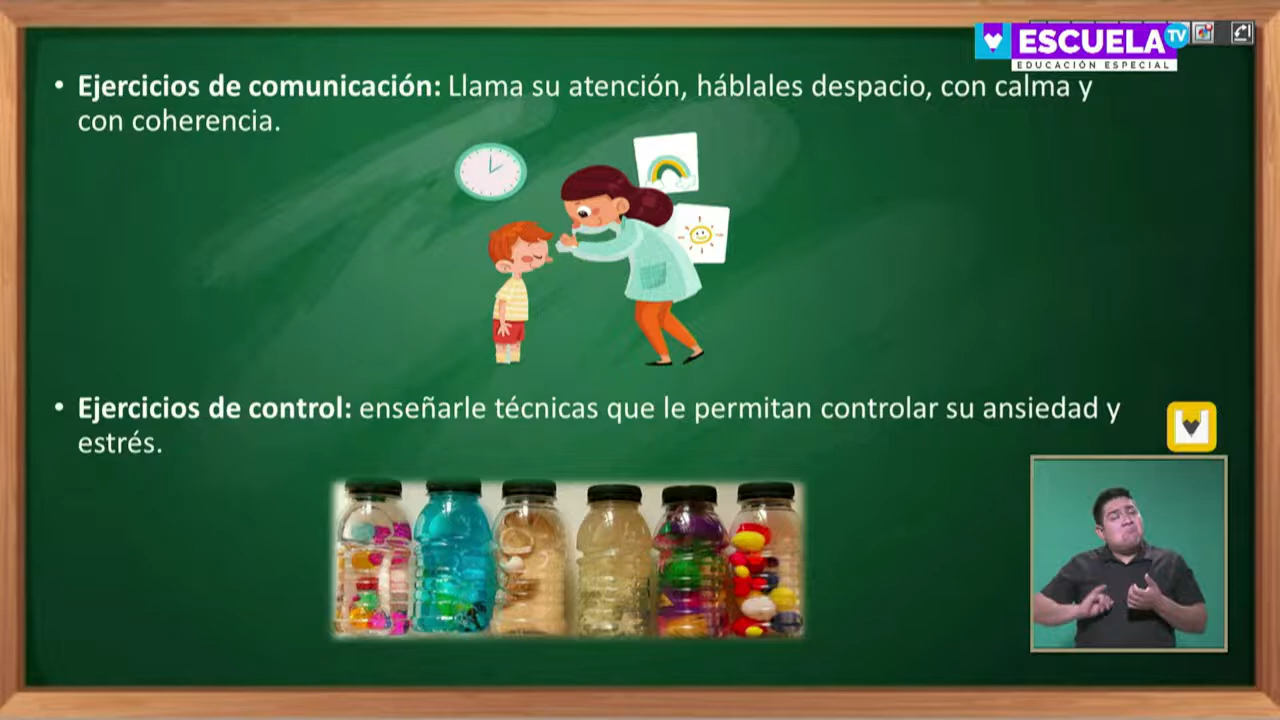 ESCUELA TV
EDUCACIÓN ESPECIAL
• Ejercicios de comunicación: Llama su atención, háblales despacio, con calma y
con coherencia.
• Ejercicios de control: enseñarle técnicas que le permitan controlar su ansiedad y
estrés.